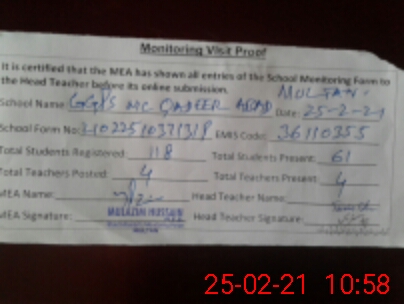 Monitoring Visit Proof
It is certified that the MEA has shown all entries of the School Monitoring Form to
the Head Teacher before its online submission.
MULTAN.
School Name: GGPS MC QADEER ABAD Date: 25-2-21
School Form No: EMIS Code: 36110355
Total Students Registered: 118 Total Students Present: 61
Total Teachers Posted: 4 Total Teachers Present: 4
MEA Name: Head Teacher Name:
MEA Signature: MULAZIM HUSSAIN Head Teacher Signature:
MULTAN
25-02-21 10:58